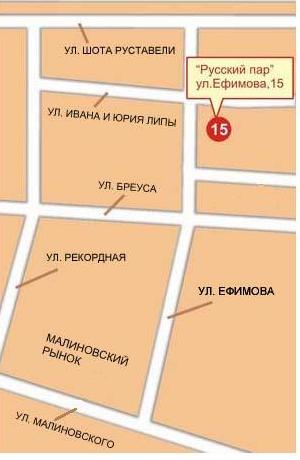 УЛ. ШОТА РУСТАВЕЛИ
"Русский пар"
ул.Ефимова,15
УЛ. ИВАНА И ЮРИЯ ЛИПЫ
15
УЛ. БРЕУСА
УЛ. РЕКОРДНАЯ
УЛ. ЕФИМОВА
МАЛИНОВСКИЙ
РЫНОК
УЛ. МАЛИНОВСКОГО